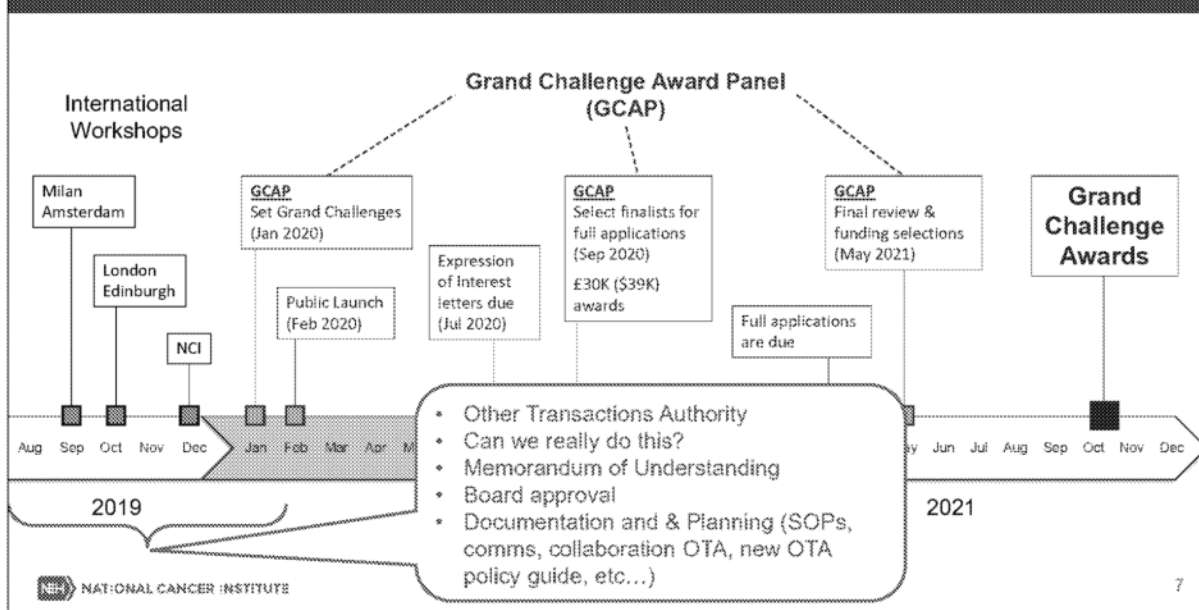 Grand Challenge Award Panel
(GCAP)
International
Workshops
Milan
Amsterdam
London
Edinburgh
NCI
GCAP
Set Grand Challenges
(Jan 2020)
Public Launch
(Feb 2020)
Expression
of Interest
letters due
(Jul 2020)
GCAP
Select finalists for
full applications
(Sep 2020)
£30K ($39K)
awards
Full applications
are due
GCAP
Final review &
funding selections
(May 2021)
Grand
Challenge
Awards
Aug Sep Oct Nov Dec Jan Feb Mar Apr M
ay Jun Jul Aug Sep Oct Nov Dec
2019
2021
• Other Transactions Authority
• Can we really do this?
• Memorandum of Understanding
• Board approval
• Documentation and & Planning (SOPs,
comms, collaboration OTA, new OTA
policy guide, etc...)
NIH NATIONAL CANCER INSTITUTE
7